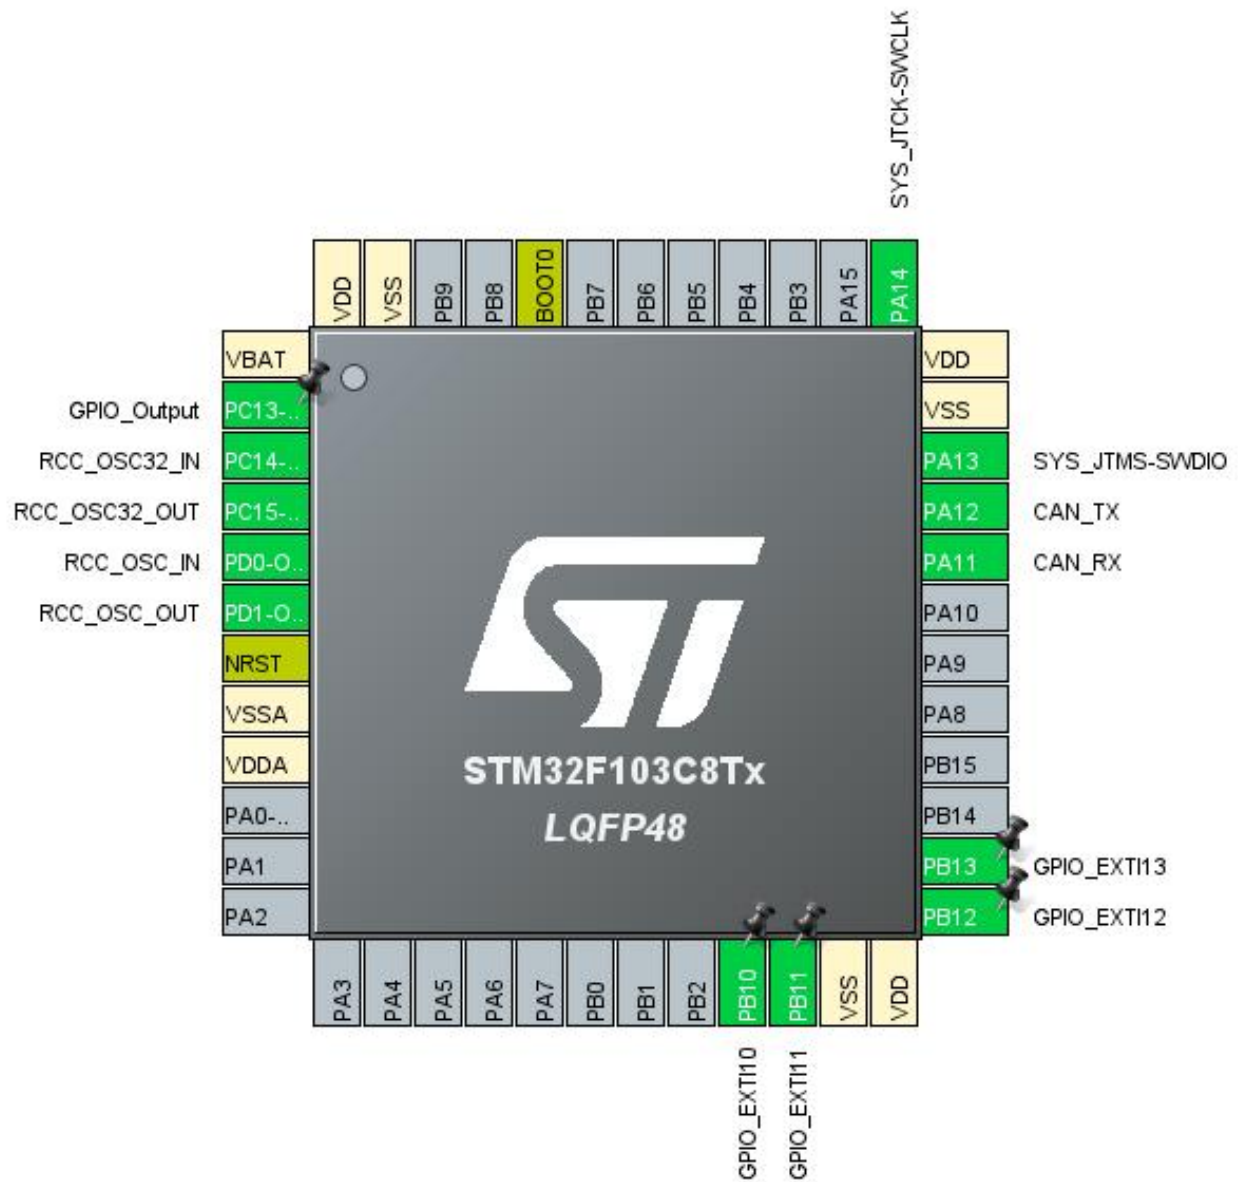 SYS_JTCK-SWCLK
VDD
VSS
PB9
PB8
BOOT0
PB7
PB6
PB5
PB4
PB3
PA15
PA14
VBAT
GPIO_Output PC13-..
RCC_OSC32_IN PC14-..
RCC_OSC32_OUT PC15-..
RCC_OSC_IN PD0-O..
RCC_OSC_OUT PD1-O..
NRST
VSSA
VDDA
PA0-..
PA1
PA2
STM32F103C8Tx
LQFP48
VDD
VSS
PA13 SYS_JTMS-SWDIO
PA12 CAN_TX
PA11 CAN_RX
PA10
PA9
PA8
PB15
PB14
PB13 GPIO_EXTI13
PB12 GPIO_EXTI12
PA3
PA4
PA5
PA6
PA7
PB0
PB1
PB2
PB10
PB11
VSS
VDD
GPIO_EXTI10
GPIO_EXTI11